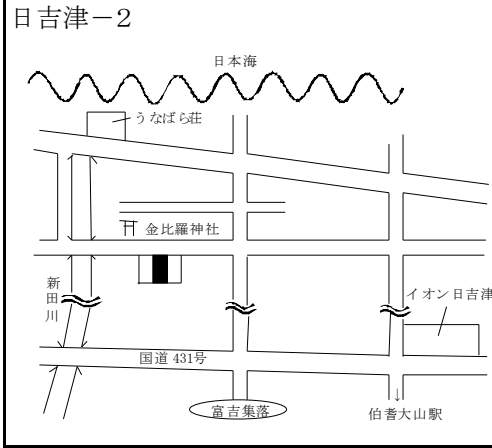 日吉津－2
日本海
うなばら荘
金比羅神社
新田川
イオン日吉津
国道 431号
富吉集落
↓
伯耆大山駅